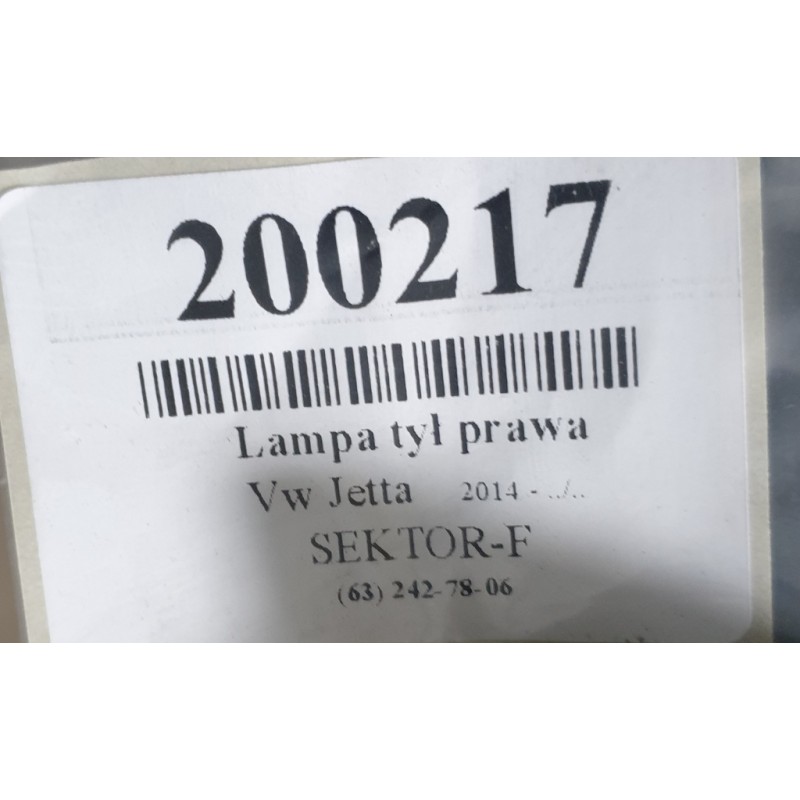 200217
Lampa tył prawa
Vw Jetta 2014 - ../..
SEKTOR-F
(63) 242-78-06